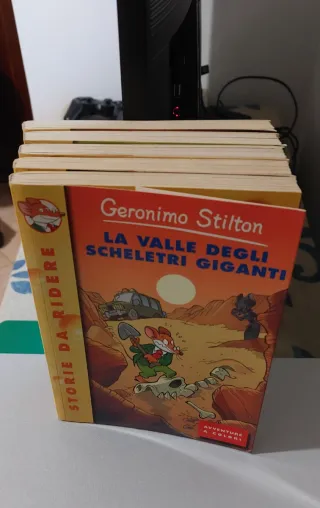 Geronimo Stilton
LA VALLE DEGLI
SCHELETRI GIGANTI
STORIE DA RIDERE
AVVENTURE
A COLORI